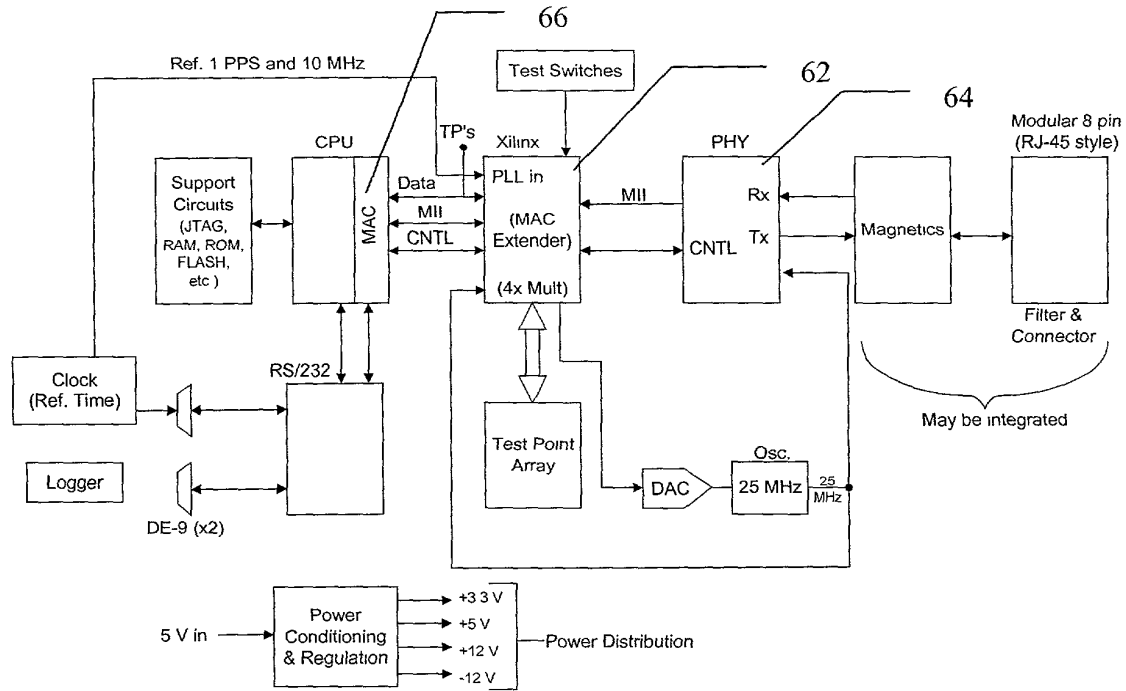 66
Ref. 1 PPS and 10 MHz
Test Switches
62
64
Modular 8 pin
(RJ-45 style)
TP's
CPU
Xilinx
PHY
Support
Circuits
(JTAG,
RAM, ROM,
FLASH,
etc )
MAC
Data
MII
CNTL
PLL in
(MAC
Extender)
(4x Mult)
MII
Rx
Tx
CNTL
Magnetics
Filter &
Connector
May be integrated
Clock
(Ref. Time)
RS/232
Logger
DE-9 (x2)
Test Point
Array
DAC
Osc.
25 MHz
25
MHz
5 V in
Power
Conditioning
& Regulation
+3 3 V
+5 V
+12 V
-12 V
Power Distribution